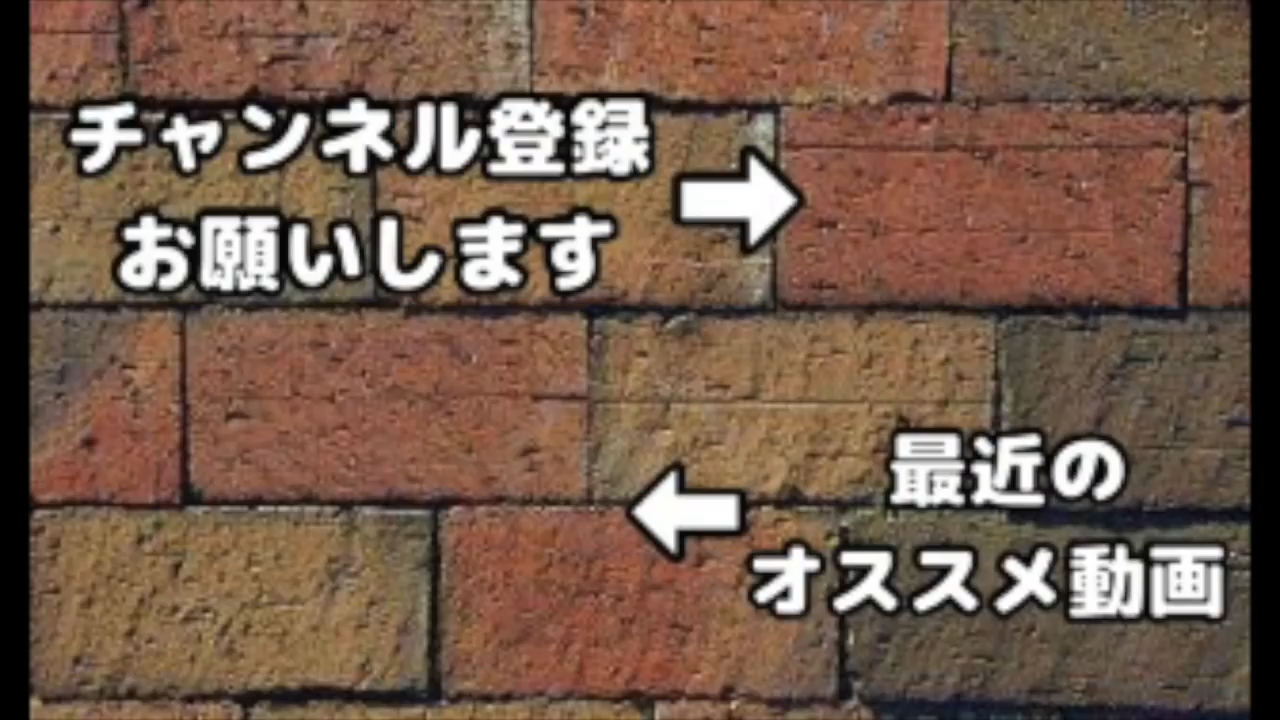 チャンネル登録
お願いします
最近の
オススメ動画